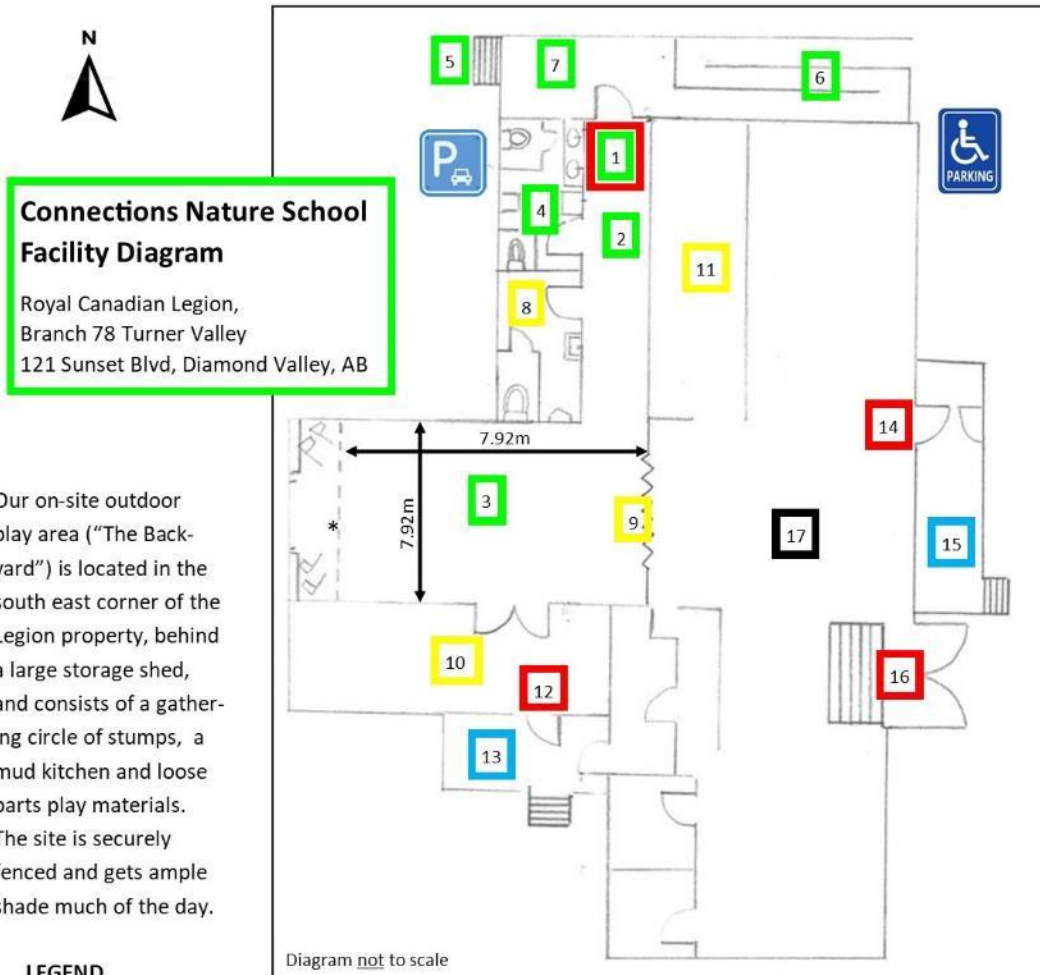 N
Connections Nature School
Facility Diagram
Royal Canadian Legion,
Branch 78 Turner Valley
121 Sunset Blvd, Diamond Valley, AB
Our on-site outdoor
play area (“The Back-
yard”) is located in the
south east corner of the
Legion property, behind
a large storage shed,
and consists of a gather-
ing circle of stumps, a
mud kitchen and loose
parts play materials.
The site is securely
fenced and gets ample
shade much of the day.
LEGEND
5
7
6
P
PARKING
1
4
2
11
8
14
7.92m
3
7.92m
*
9
17
15
10
12
16
13
Diagram not to scale